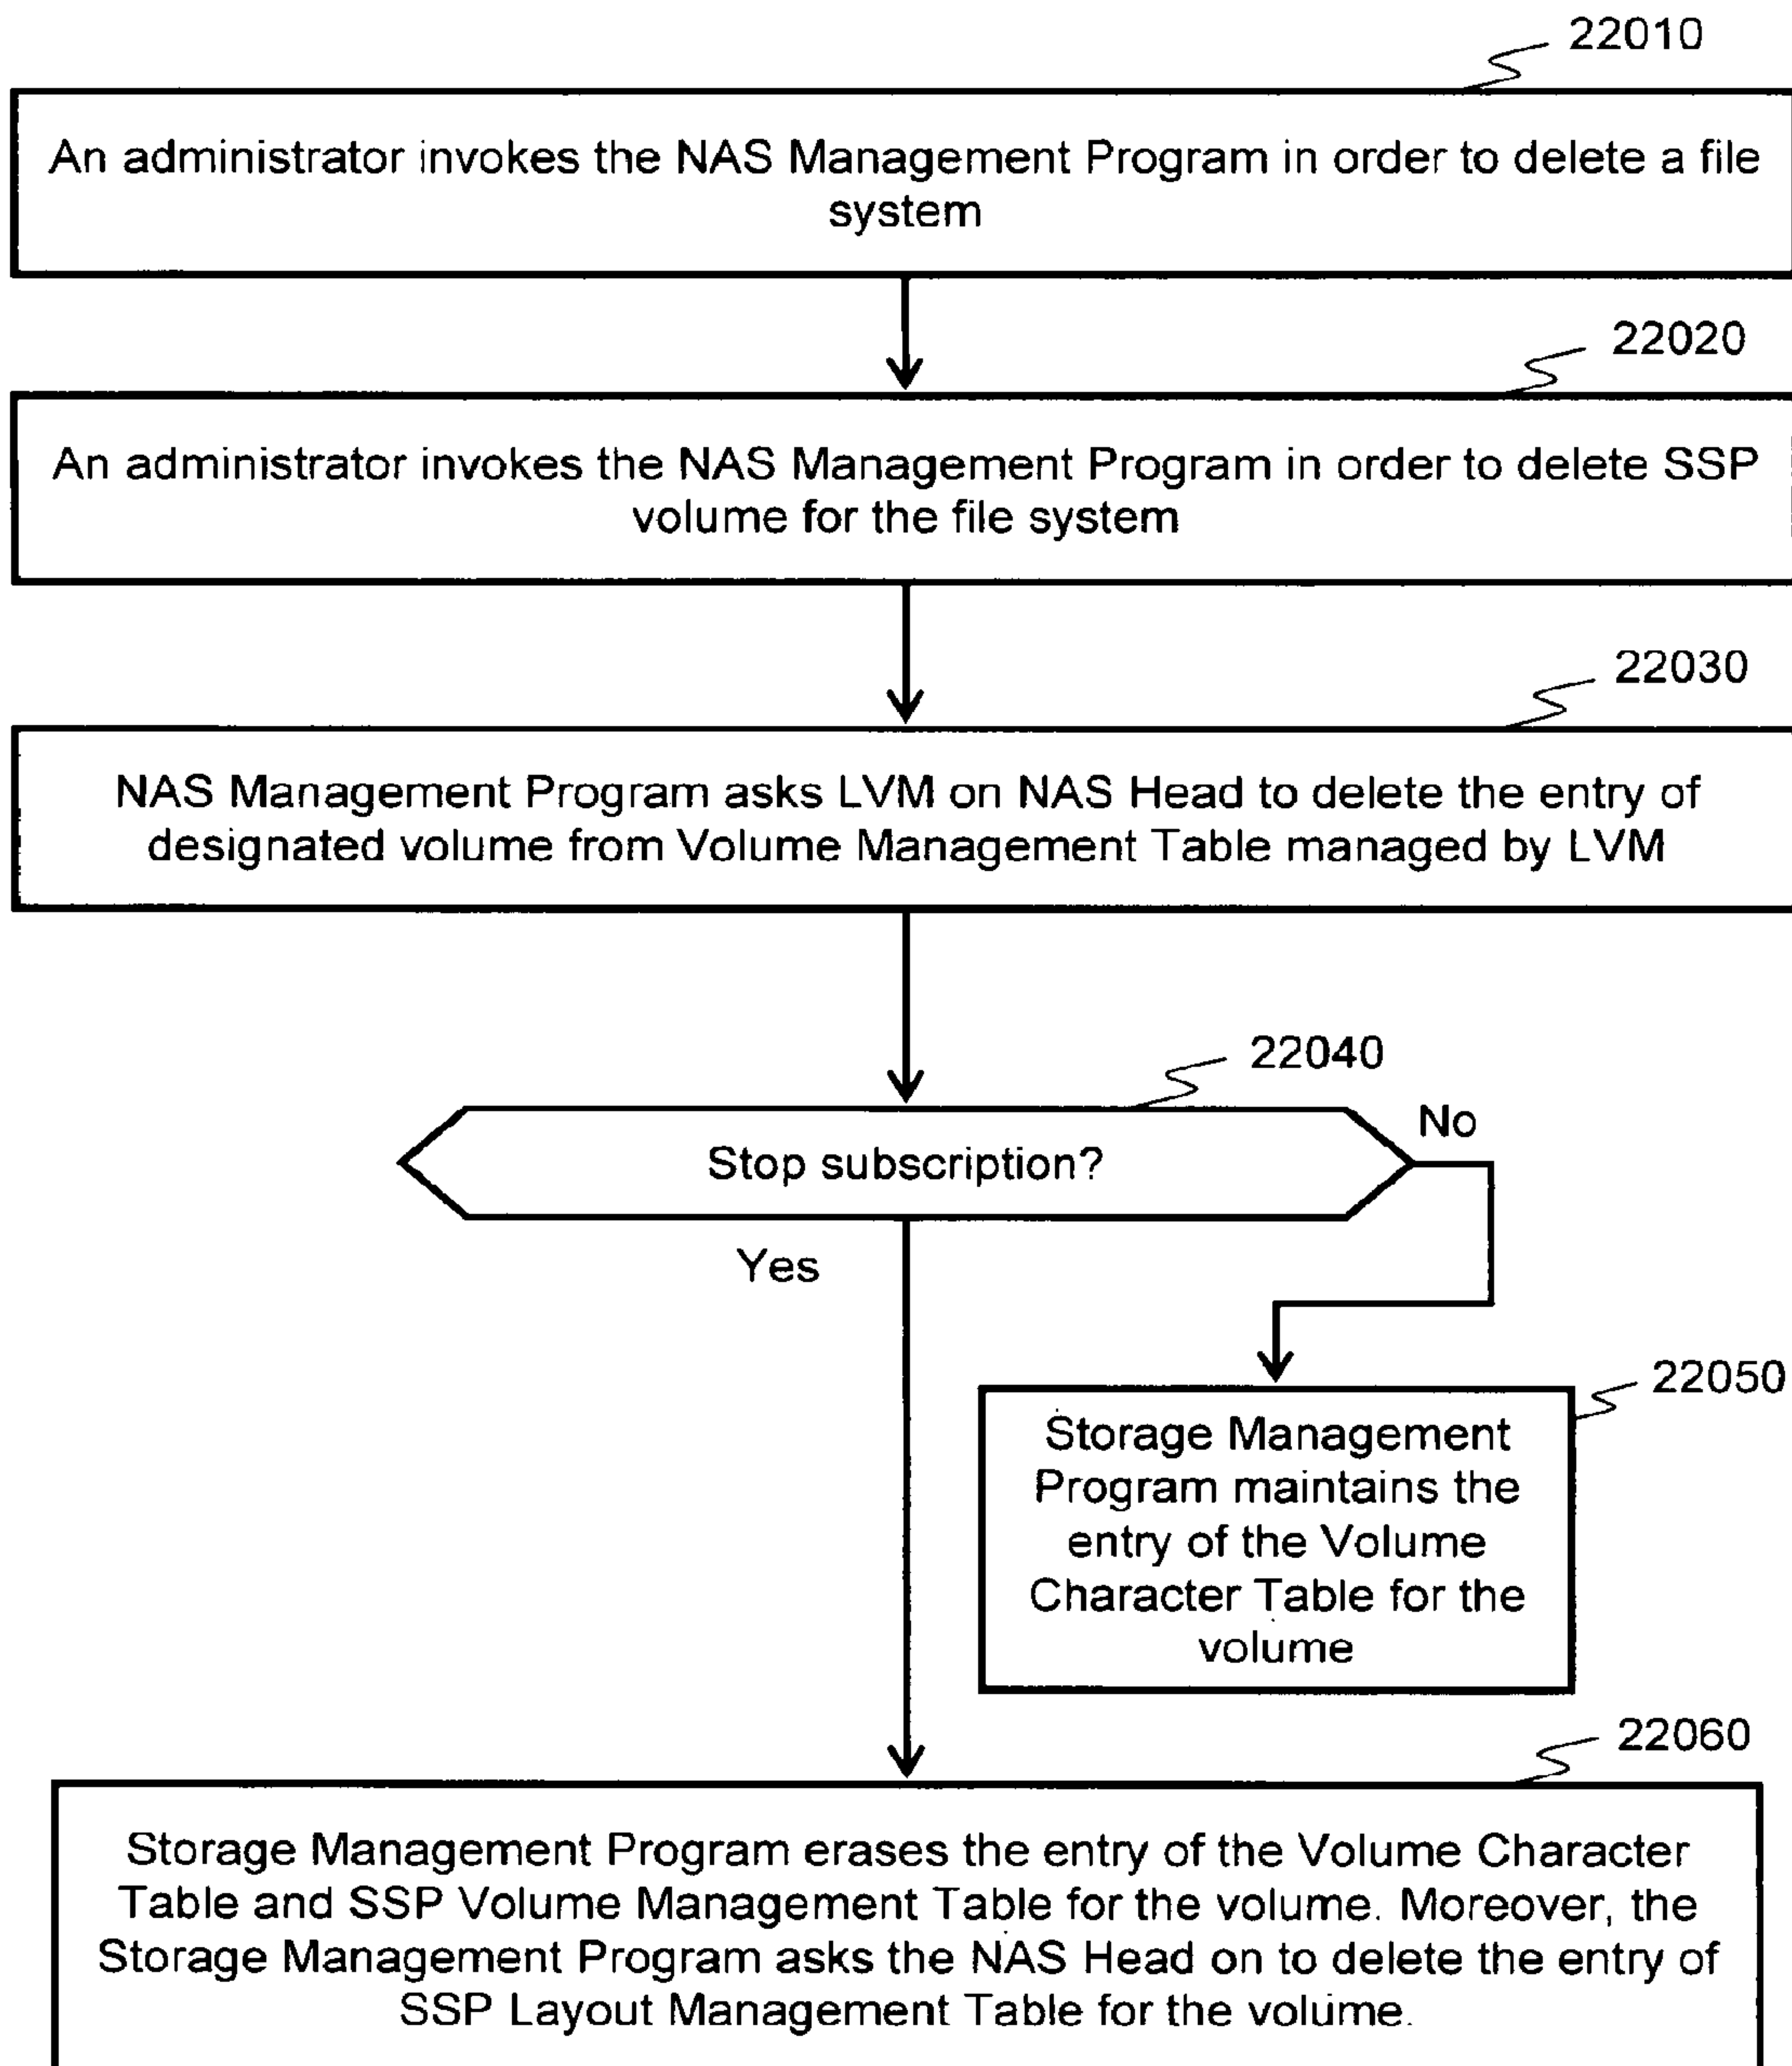 22010
An administrator invokes the NAS Management Program in order to delete a file
system
22020
An administrator invokes the NAS Management Program in order to delete SSP
volume for the file system
22030
NAS Management Program asks LVM on NAS Head to delete the entry of
designated volume from Volume Management Table managed by LVM
22040
Stop subscription?
No
Yes
22050
Storage Management
Program maintains the
entry of the Volume
Character Table for the
volume
22060
Storage Management Program erases the entry of the Volume Character
Table and SSP Volume Management Table for the volume. Moreover, the
Storage Management Program asks the NAS Head on to delete the entry of
SSP Layout Management Table for the volume.